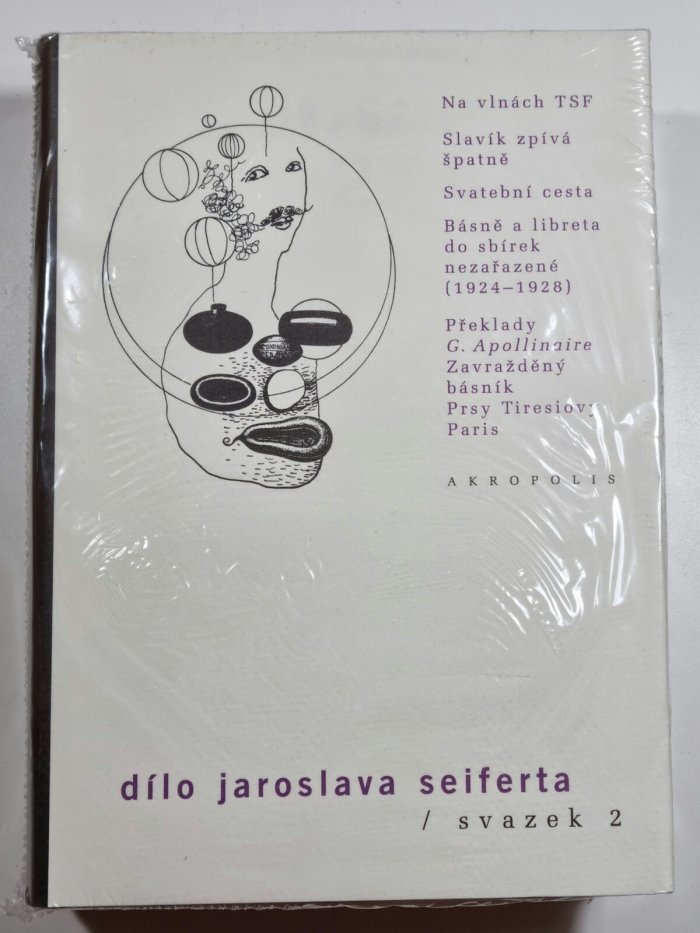 Na vlnách TSF
Slavík zpívá
špatně
Svatební cesta
Básně a libreta
do sbírek
nezařazené
(1924–1928)
Překlady
G. Apollinaire
Zavražděný
básník
Prsy Tiresiovy
Paris
AKROPOLIS
dílo jaroslava seiferta
/ svazek 2